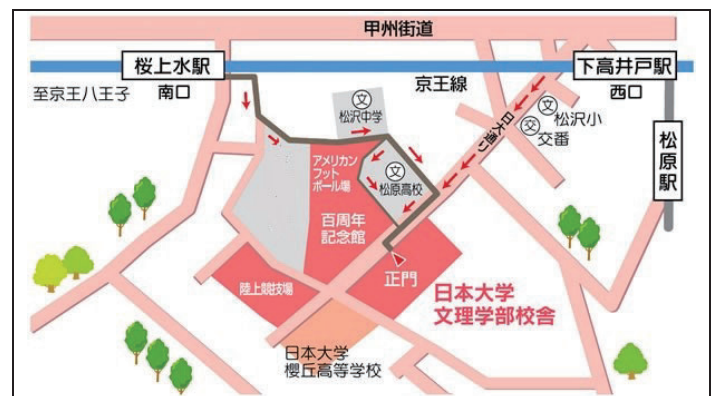 甲州街道
桜上水駅
下高井戸駅
至京王八王子
南口
京王線
西口
文
松沢中学
日大通り
文
松沢小
交
交番
松原駅
アメリカン
フット
ボール場
文
松原高校
百周年
記念館
正門
陸上競技場
日本大学
文理学部校舎
日本大学
櫻丘高等学校